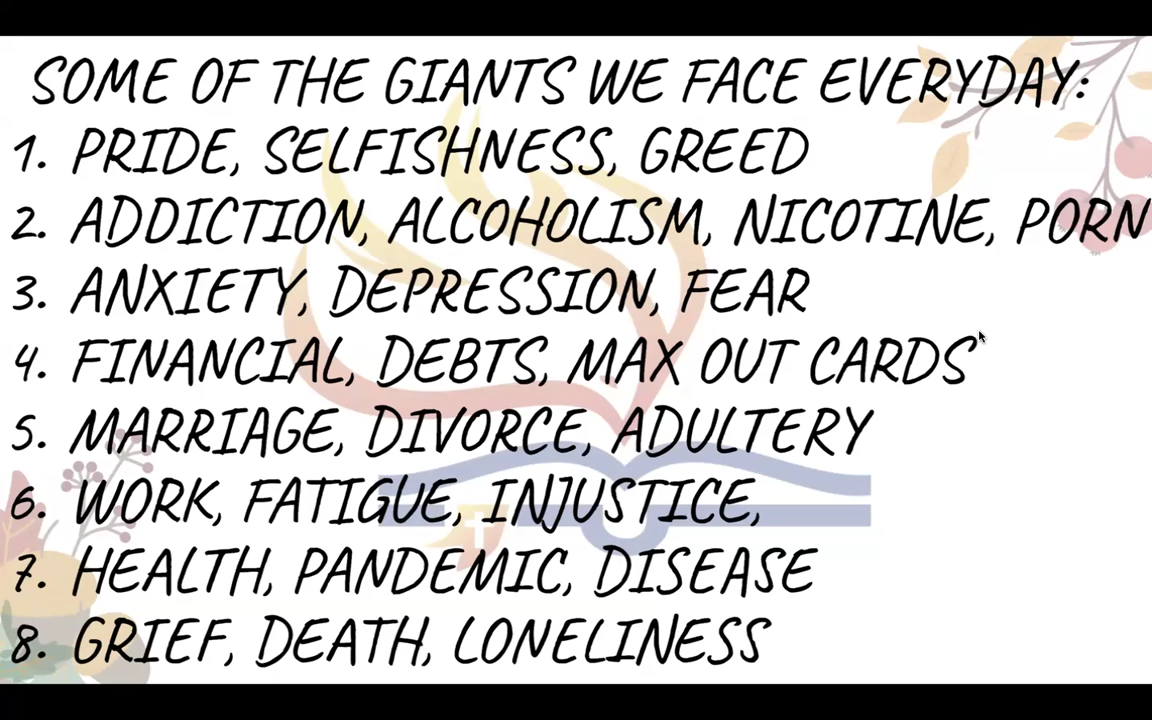 SOME OF THE GIANTS WE FACE EVERYDAY:
1. PRIDE, SELFISHNESS, GREED
2. ADDICTION, ALCOHOLISM, NICOTINE, PORN
3. ANXIETY, DEPRESSION, FEAR
4. FINANCIAL, DEBTS, MAX OUT CARDS
5. MARRIAGE, DIVORCE, ADULTERY
6. WORK, FATIGUE, INJUSTICE,
7. HEALTH, PANDEMIC, DISEASE
8. GRIEF, DEATH, LONELINESS